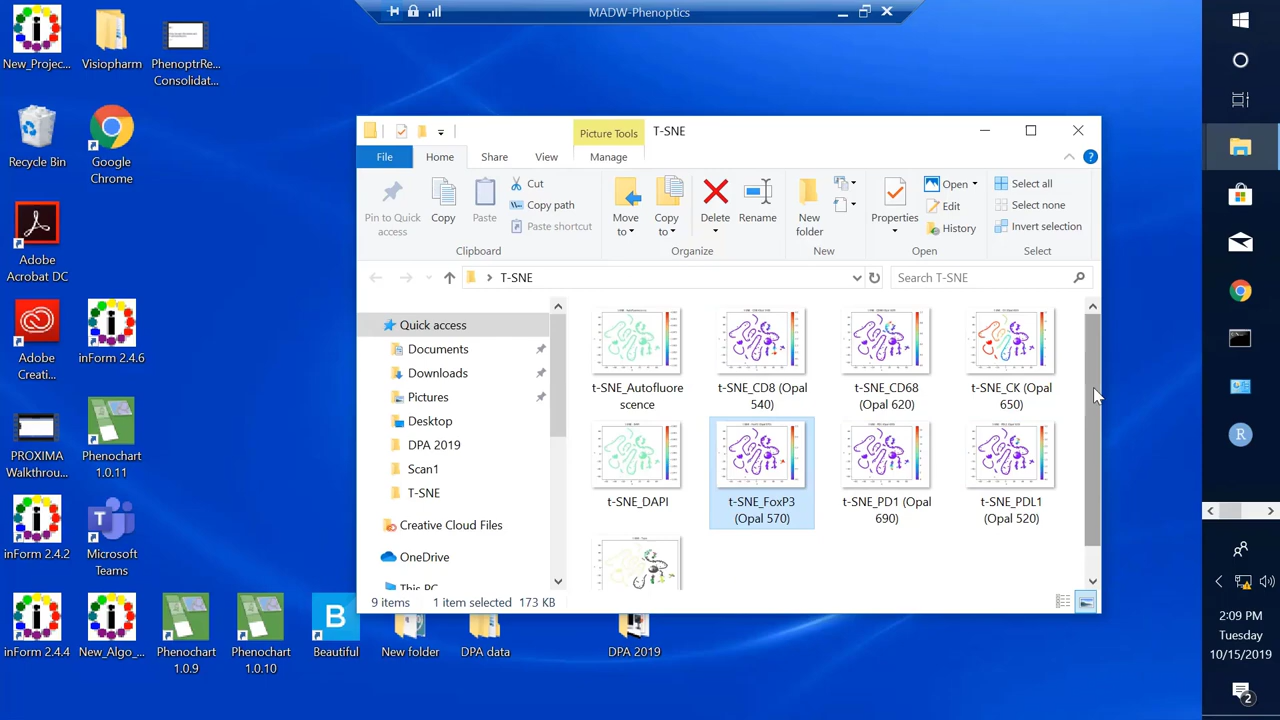 MADW-Phenoptics
New_Projec...
Visiopharm
PhenoptrRe...
Consolidat...
Recycle Bin
Google
Chrome
Adobe
Acrobat DC
Adobe
Creati...
inForm 2.4.6
PROXIMA
Walkthrou...
Phenochart
1.0.11
inForm 2.4.2
Microsoft
Teams
inForm 2.4.4
New_Algo_...
Phenochart
1.0.9
Phenochart
1.0.10
B
Beautiful
New folder
DPA data
DPA 2019
Picture Tools
T-SNE
File
Home
Share
View
Manage
Pin to Quick
access
Copy
Paste
Cut
Copy path
Paste shortcut
Clipboard
Move
to
Copy
to
Delete
Rename
Organize
New
folder
New
Properties
Open
Edit
History
Open
Select all
Select none
Invert selection
Select
T-SNE
Search T-SNE
Quick access
Documents
Downloads
Pictures
Desktop
DPA 2019
Scan1
T-SNE
Creative Cloud Files
OneDrive
This PC
t-SNE_Autofluore
scence
t-SNE_CD8 (Opal
540)
t-SNE_CD68
(Opal 620)
t-SNE_CK (Opal
650)
t-SNE_DAPI
t-SNE_FoxP3
(Opal 570)
t-SNE_PD1 (Opal
690)
t-SNE_PDL1
(Opal 520)
9 items
1 item selected 173 KB
R
2:09 PM
Tuesday
10/15/2019
2